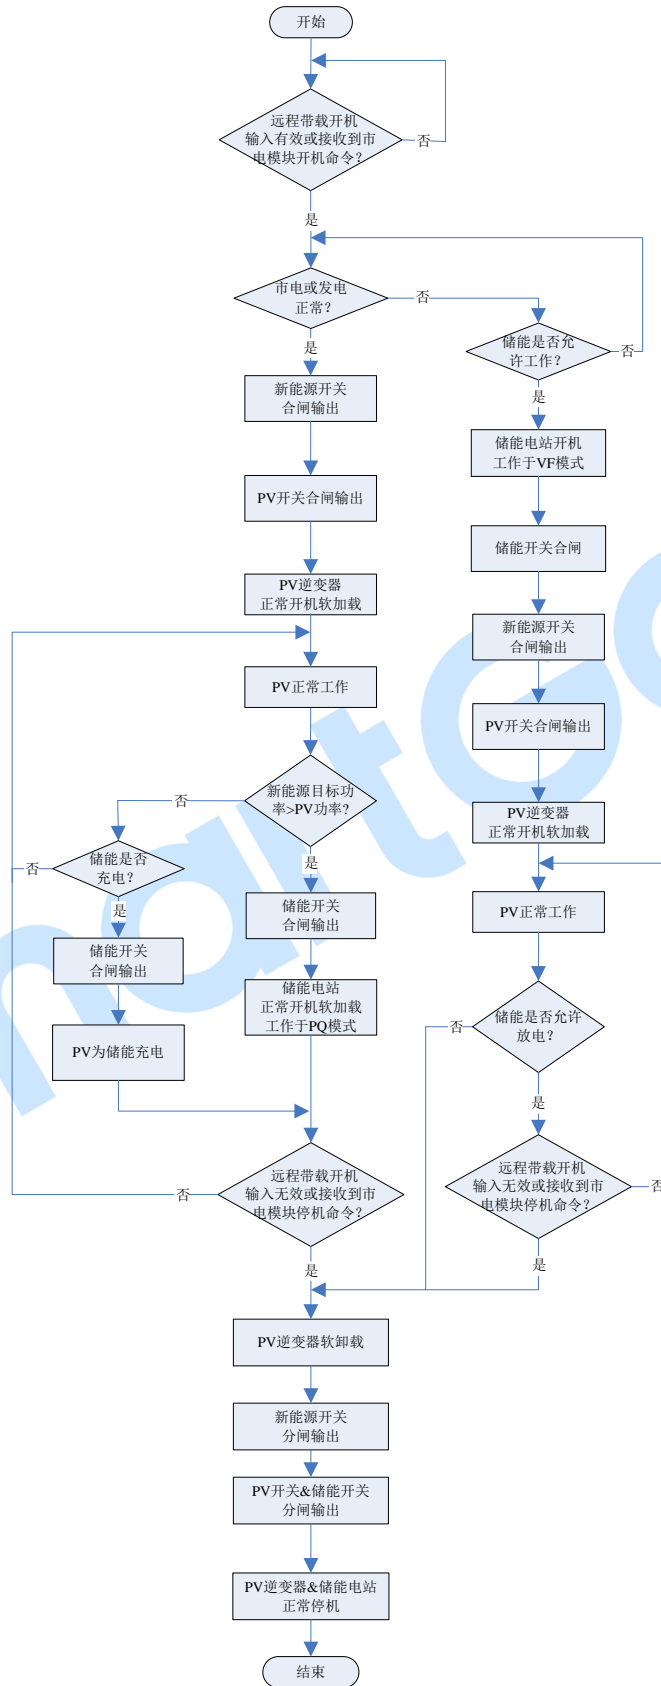 开始
远程带载开机
输入有效或接收到市
电模块开机命令?
否
是
市电或发电
正常?
否
储能是否允
许工作?
否
是
是
新能源开关
合闸输出
储能电站开机
工作于VF模式
PV开关合闸输出
储能开关合闸
PV逆变器
正常开机软加载
新能源开关
合闸输出
PV正常工作
PV开关合闸输出
新能源目标功
率>PV功率?
否
PV逆变器
正常开机软加载
储能是否
充电?
否
是
是
储能开关
合闸输出
PV正常工作
储能开关
合闸输出
储能电站
正常开机软加载
工作于PQ模式
储能是否允许
放电?
否
PV为储能充电
是
远程带载开机
输入无效或接收到市
电模块停机命令?
否
远程带载开机
输入无效或接收到市
电模块停机命令?
否
是
是
PV逆变器软卸载
新能源开关
分闸输出
PV开关&储能开关
分闸输出
PV逆变器&储能电站
正常停机
结束